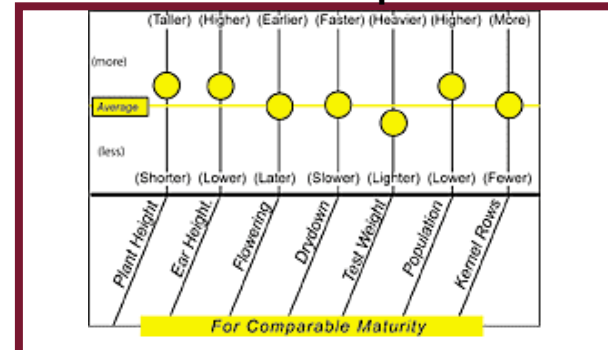 (Taller) (Higher) (Earlier) (Faster) (Heavier) (Higher) (More)
(more)
Average
(less)
(Shorter) (Lower) (Later) (Slower) (Lighter) (Lower) (Fewer)
Plant Height
Ear Height.
Flowering
Drydown
Test Weight
Population
Kernel Rows
For Comparable Maturity